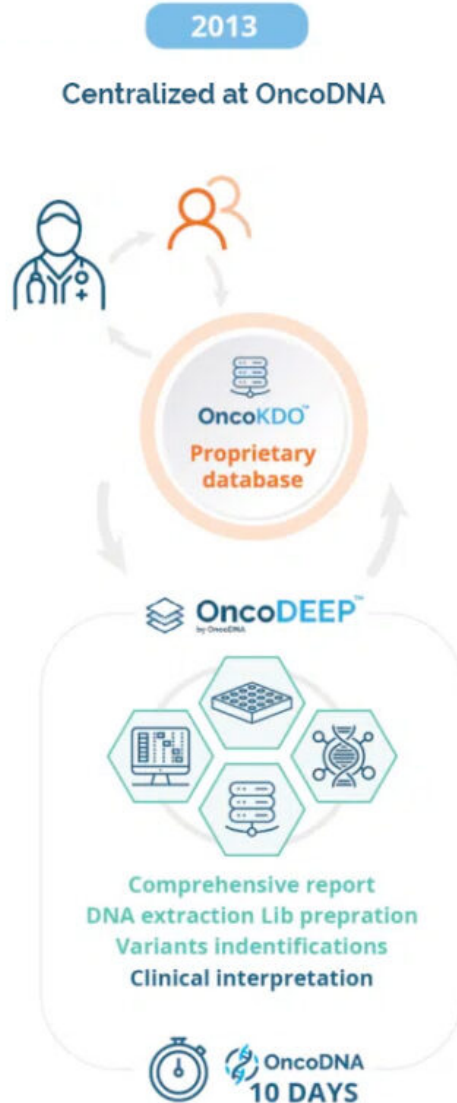 2013
Centralized at OncoDNA
OncoKDO™
Proprietary
database
OncoDEEP™
by OncoDNA
Comprehensive report
DNA extraction Lib prepration
Variants indentifications
Clinical interpretation
OncoDNA
10 DAYS